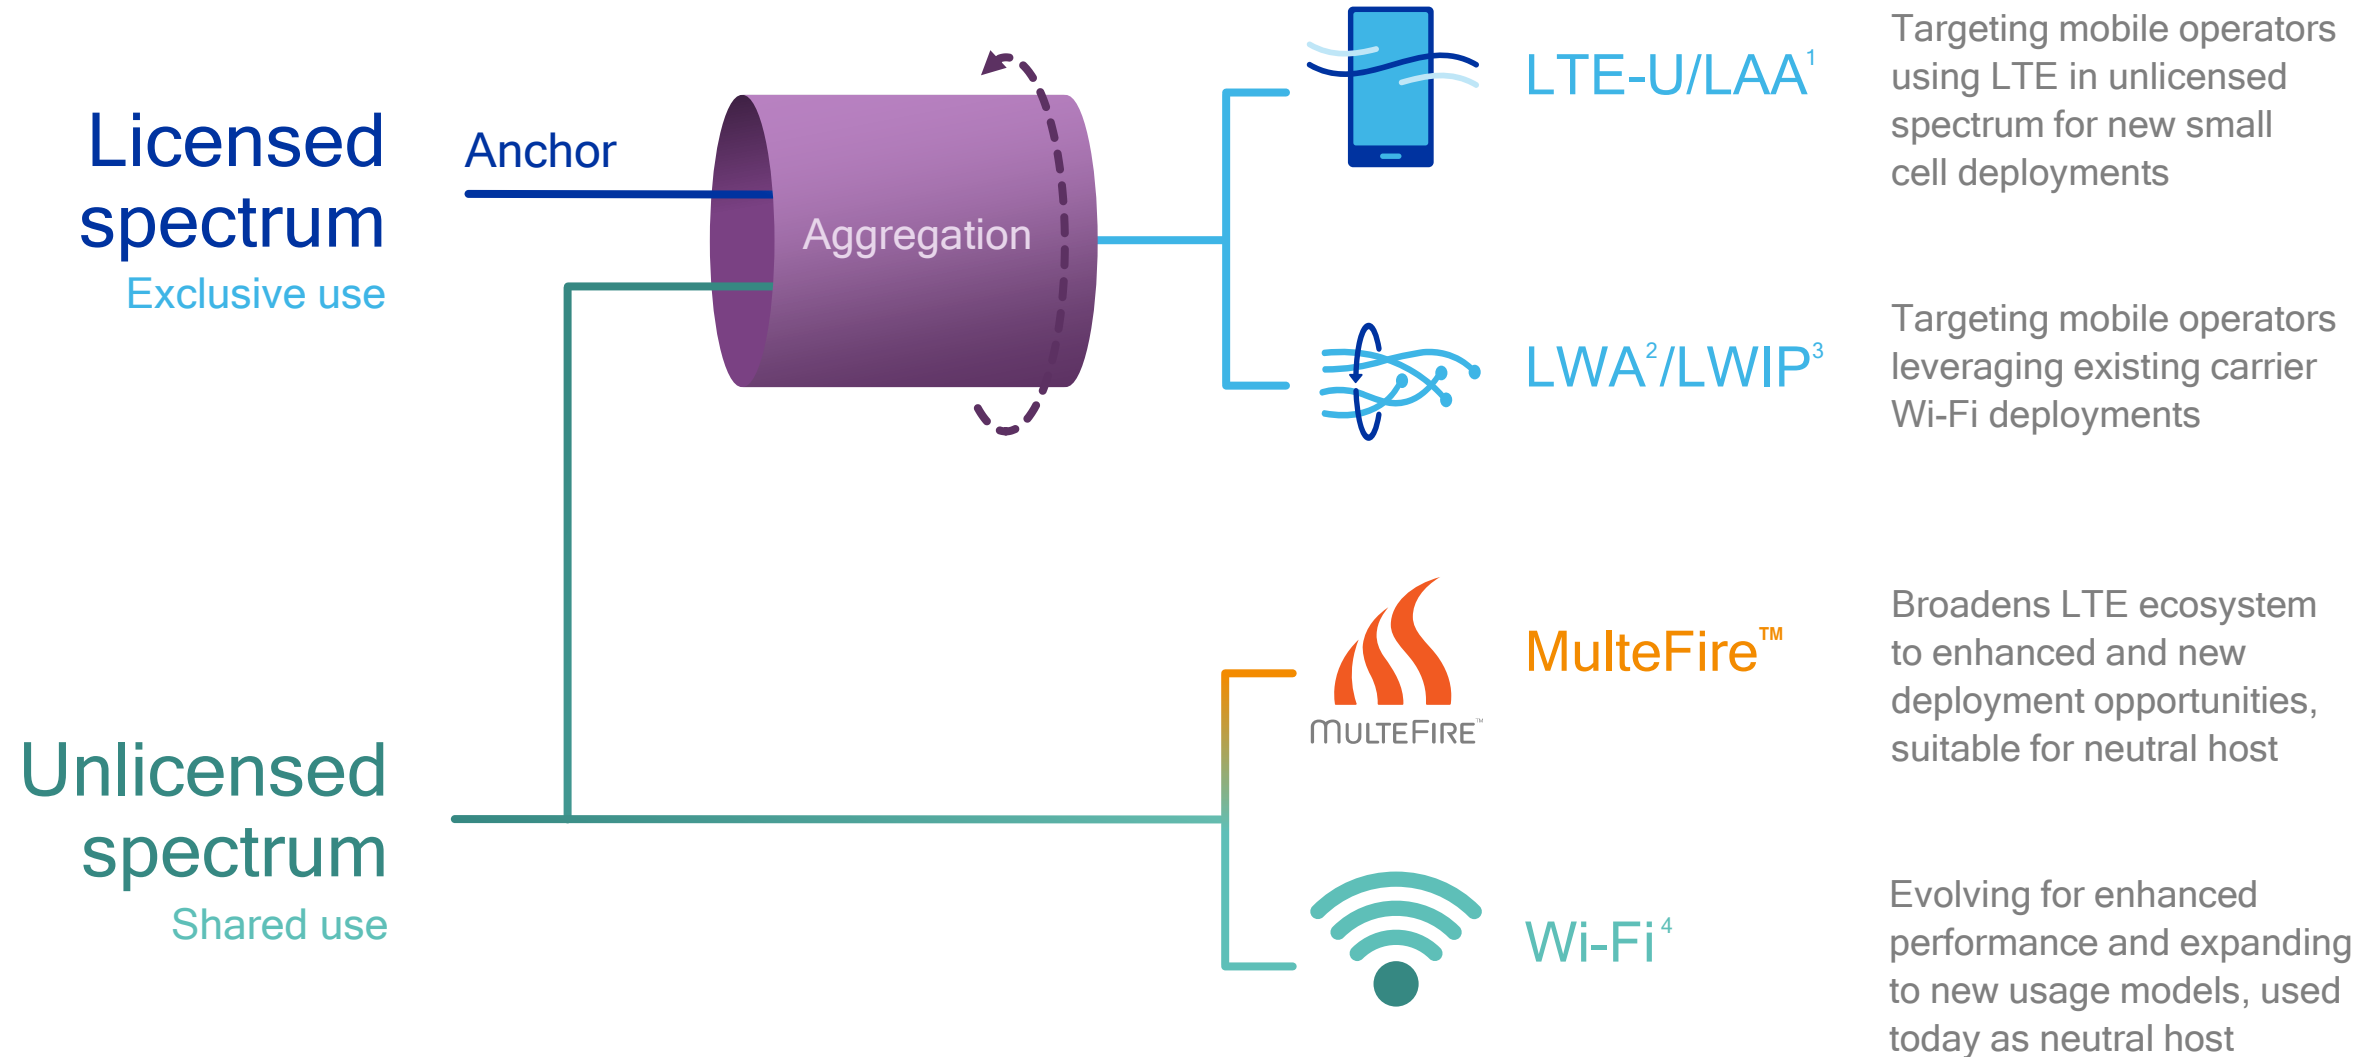 Licensed
spectrum
Exclusive use
Anchor
Aggregation
LTE-U/LAA¹
Targeting mobile operators
using LTE in unlicensed
spectrum for new small
cell deployments
LWA²/LWIP³
Targeting mobile operators
leveraging existing carrier
Wi-Fi deployments
Unlicensed
spectrum
Shared use
MULTEFIRE™
MulteFire™
Broadens LTE ecosystem
to enhanced and new
deployment opportunities,
suitable for neutral host
Wi-Fi⁴
Evolving for enhanced
performance and expanding
to new usage models, used
today as neutral host